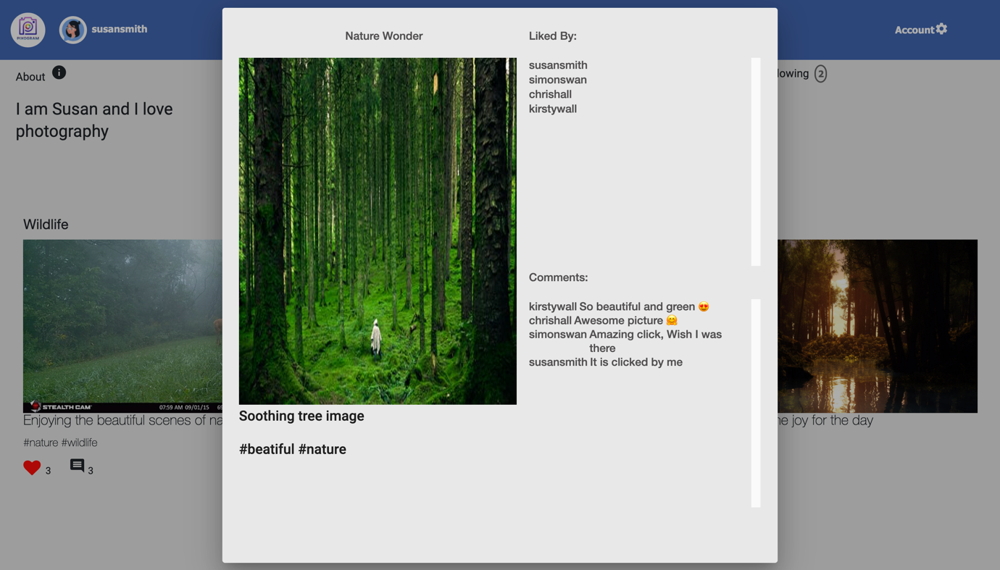 PIXOGRAM
susansmith
Account
About
I am Susan and I love
photography
lowing 2
Wildlife
STEALTH CAM
07:59 AM 09/01/15 69
Enjoying the beautiful scenes of na
#nature #wildlife
3 3
Nature Wonder
Soothing tree image
#beatiful #nature
Liked By:
susansmith
simonswan
chrishall
kirstywall
Comments:
kirstywall So beautiful and green 😍
chrishall Awesome picture 🤗
simonswan Amazing click, Wish I was
there
susansmith It is clicked by me
e joy for the day